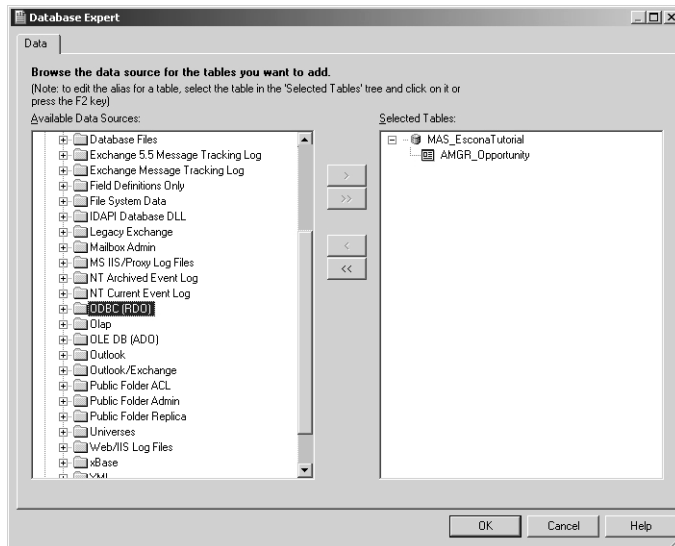 Database Expert
Data
Browse the data source for the tables you want to add.
(Note: to edit the alias for a table, select the table in the 'Selected Tables' tree and click on it or
press the F2 key)
Available Data Sources:
Selected Tables:
Database Files
Exchange 5.5 Message Tracking Log
Exchange Message Tracking Log
Field Definitions Only
File System Data
IDAPI Database DLL
Legacy Exchange
Mailbox Admin
MS IIS/Proxy Log Files
NT Archived Event Log
NT Current Event Log
ODBC (RDO)
Olap
OLE DB (ADO)
Outlook
Outlook/Exchange
Public Folder ACL
Public Folder Admin
Public Folder Replica
Universes
Web/IIS Log Files
xBase
XML
>
>>
<
<<
MAS_EsconaTutorial
AMGR_Opportunity
OK
Cancel
Help